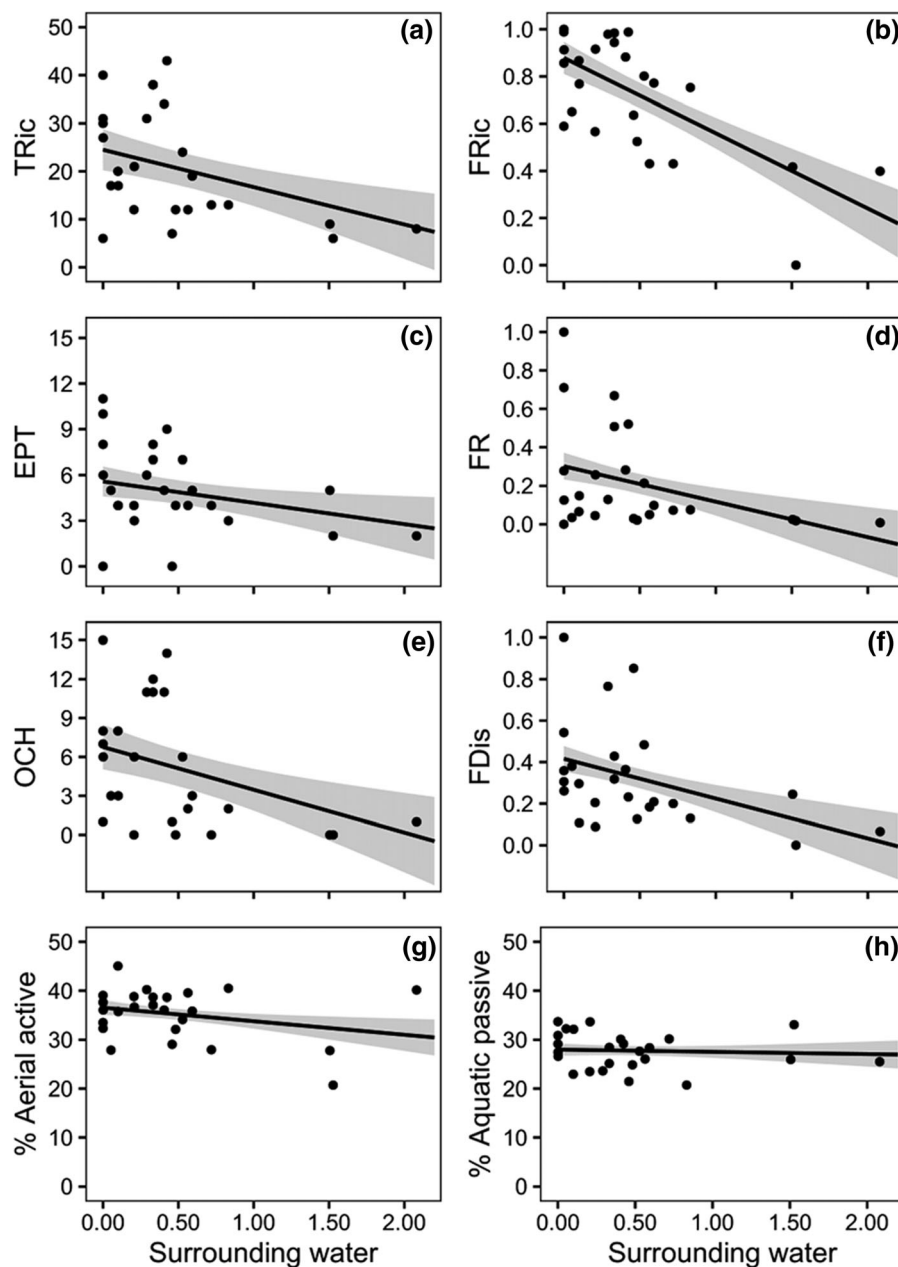 (a)
50
40
30
20
10
0
TRic
(b)
1.0
0.8
0.6
0.4
0.2
0.0
FRic
(c)
15
12
9
6
3
0
EPT
(d)
1.0
0.8
0.6
0.4
0.2
0.0
FR
(e)
15
12
9
6
3
0
OCH
(f)
1.0
0.8
0.6
0.4
0.2
0.0
FDis
(g)
50
40
30
20
10
0
% Aerial active
0.00 0.50 1.00 1.50 2.00
Surrounding water
(h)
50
40
30
20
10
0
% Aquatic passive
0.00 0.50 1.00 1.50 2.00
Surrounding water